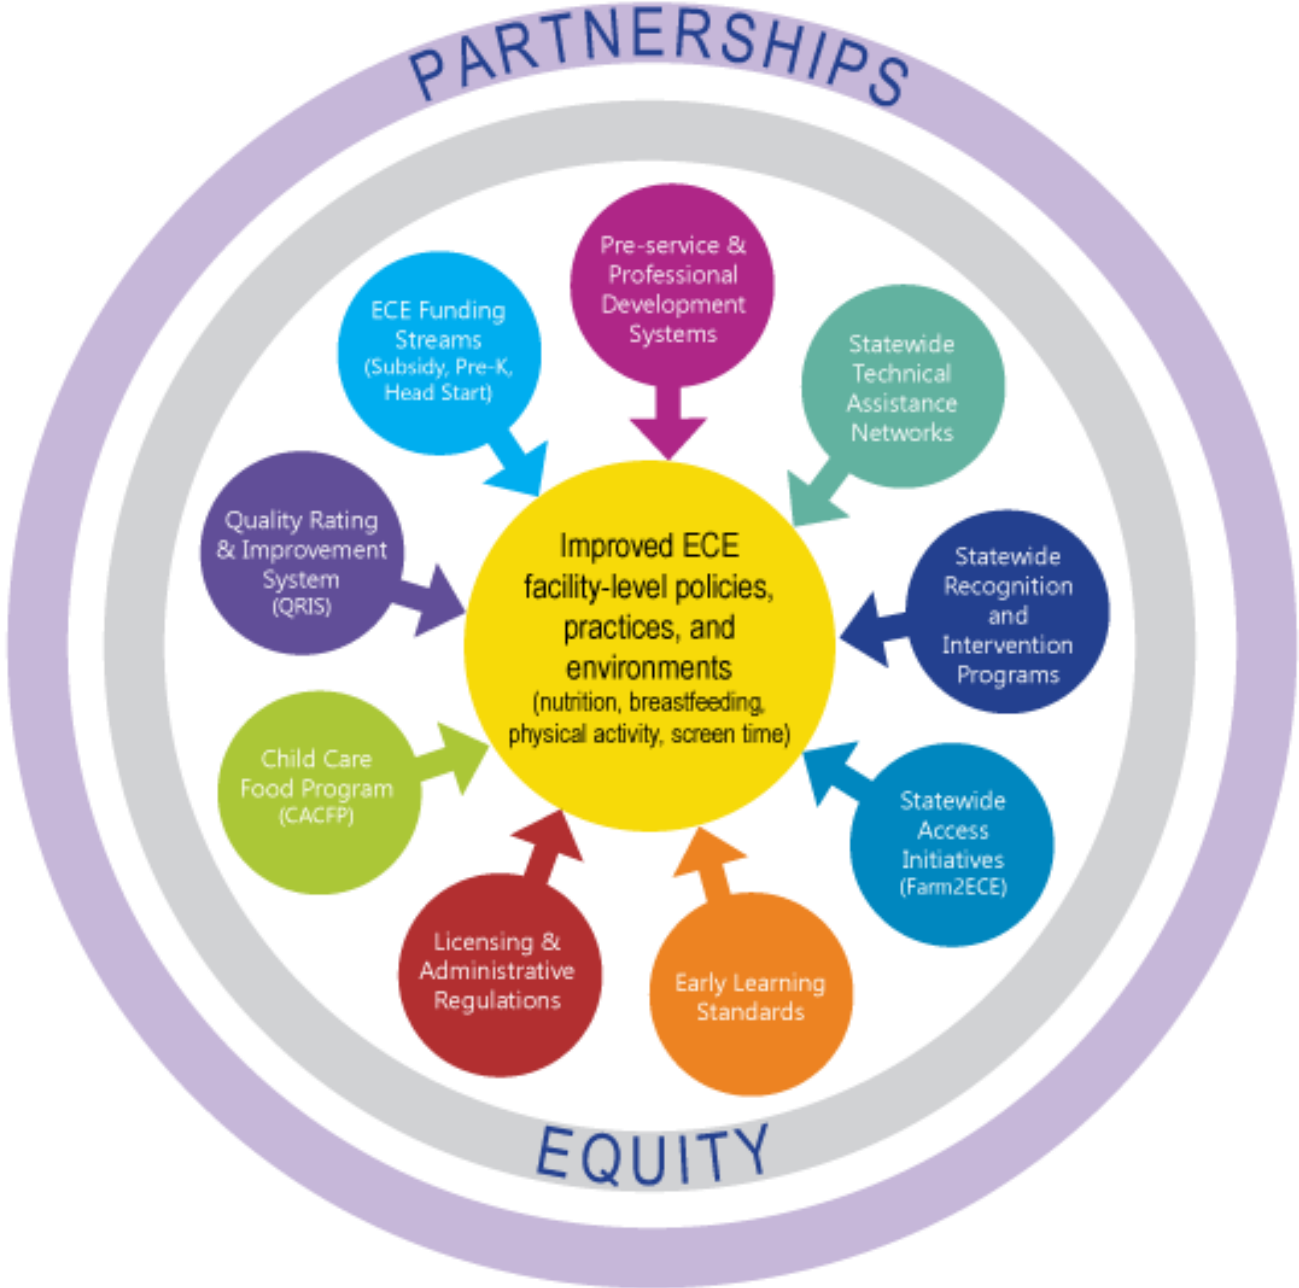 PARTNERSHIPS
Pre-service &
Professional
Development
Systems
Statewide
Technical
Assistance
Networks
Statewide
Recognition
and
Intervention
Programs
Statewide
Access
Initiatives
(Farm2ECE)
Early Learning
Standards
Licensing &
Administrative
Regulations
Child Care
Food Program
(CACFP)
Quality Rating
& Improvement
System
(QRIS)
ECE Funding
Streams
(Subsidy, Pre-K,
Head Start)
Improved ECE
facility-level policies,
practices, and
environments
(nutrition, breastfeeding,
physical activity, screen time)
EQUITY